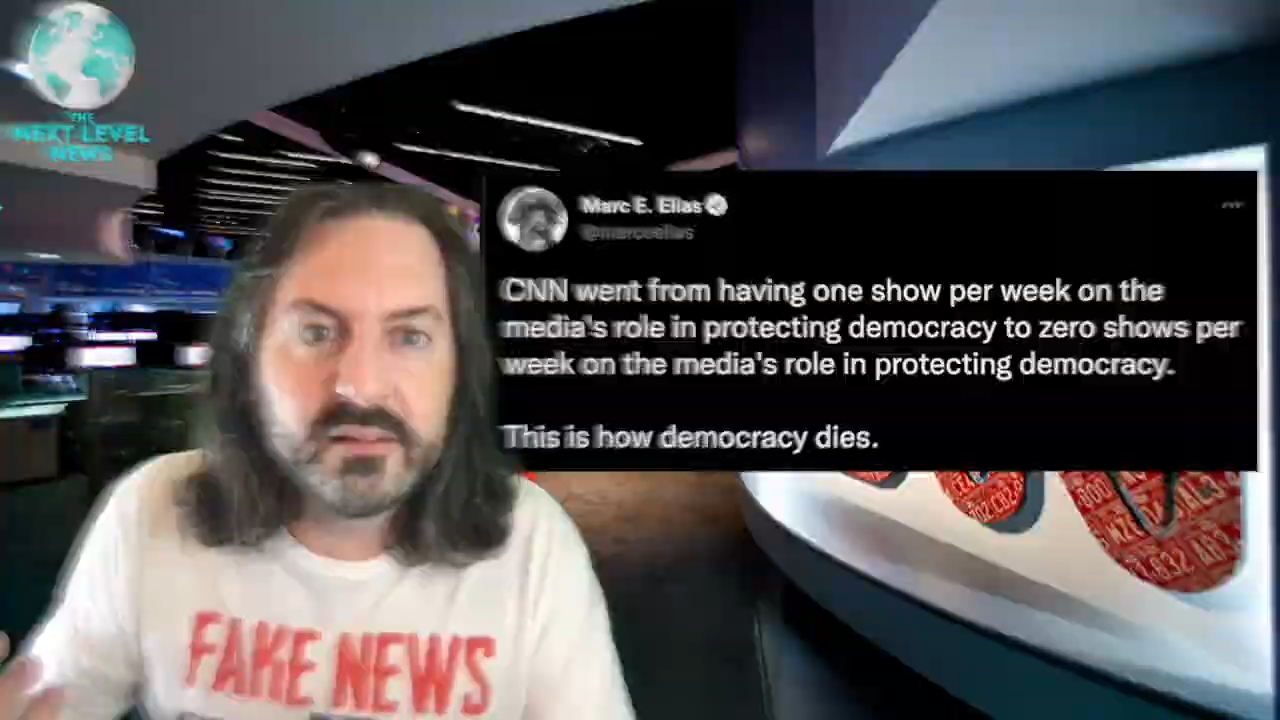 THE
NEXT LEVEL
NEWS
Marc E. Elias
@marceelias
CNN went from having one show per week on the
media's role in protecting democracy to zero shows per
week on the media's role in protecting democracy.
This is how democracy dies.
FAKE NEWS